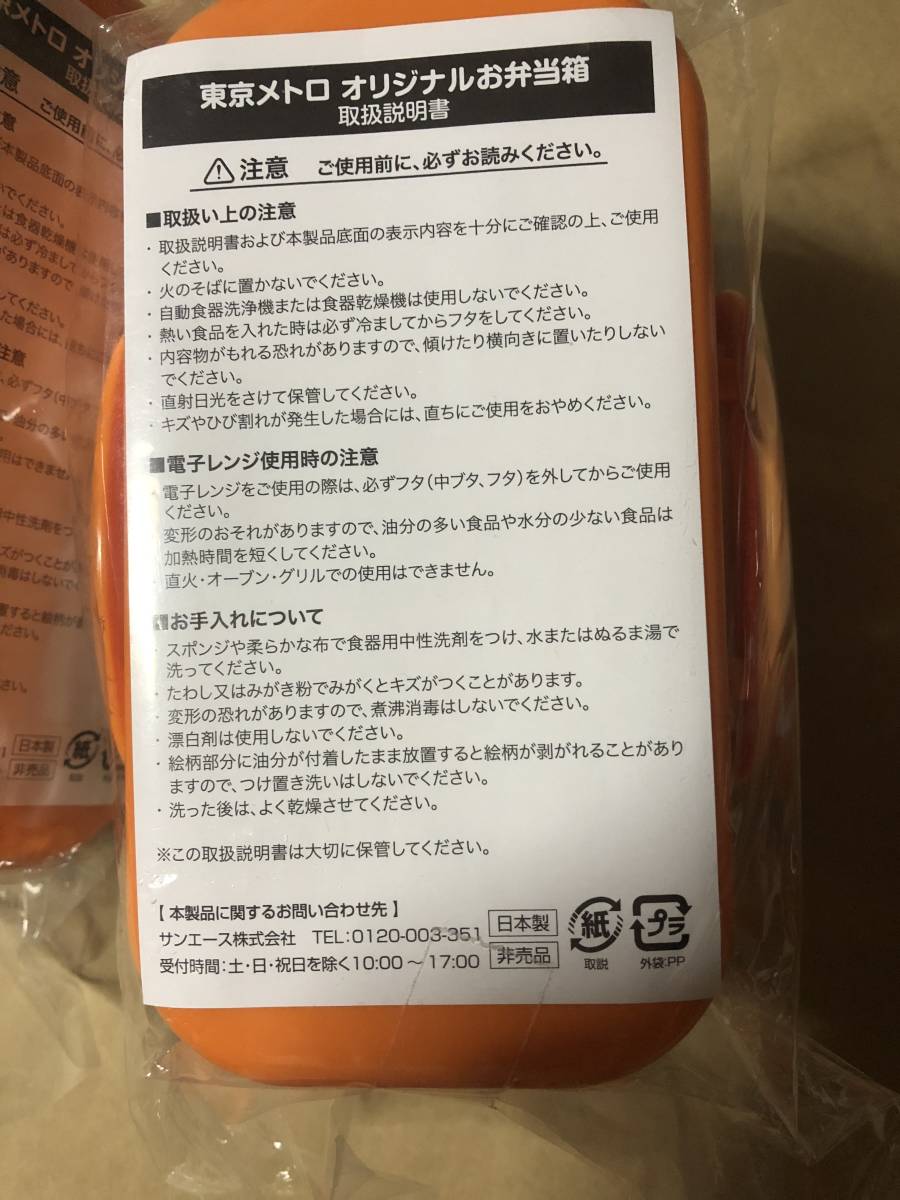 東京メトロ オリジナルお弁当箱
取扱説明書
注意 ご使用前に、必ずお読みください。
■取扱い上の注意
・取扱説明書および本製品底面の表示内容を十分にご確認の上、ご使用
ください。
・火のそばに置かないでください。
・自動食器洗浄機または食器乾燥機は使用しないでください。
・熱い食品を入れた時は必ず冷ましてからフタをしてください。
・内容物がもれる恐れがありますので、傾けたり横向きに置いたりしない
でください。
・直射日光をさけて保管してください。
・キズやひび割れが発生した場合には、直ちにご使用をおやめください。
■電子レンジ使用時の注意
・電子レンジをご使用の際は、必ずフタ(中ブタ、フタ)を外してからご使用
ください。
・変形のおそれがありますので、油分の多い食品や水分の少ない食品は
加熱時間を短くしてください。
・直火・オーブン・グリルでの使用はできません。
■お手入れについて
・スポンジや柔らかな布で食器用中性洗剤をつけ、水またはぬるま湯で
洗ってください。
・たわし又はみがき粉でみがくとキズがつくことがあります。
・変形の恐れがありますので、煮沸消毒はしないでください。
・漂白剤は使用しないでください。
・絵柄部分に油分が付着したまま放置すると絵柄が剥がれることがあり
ますので、つけ置き洗いはしないでください。
・洗った後は、よく乾燥させてください。
※この取扱説明書は大切に保管してください。
【本製品に関するお問い合わせ先】
サンエース株式会社 TEL:0120-003-351
受付時間:土・日・祝日を除く10:00～17:00
日本製
非売品
紙
取説
プラ
外袋:PP
日本製
非売品
紙